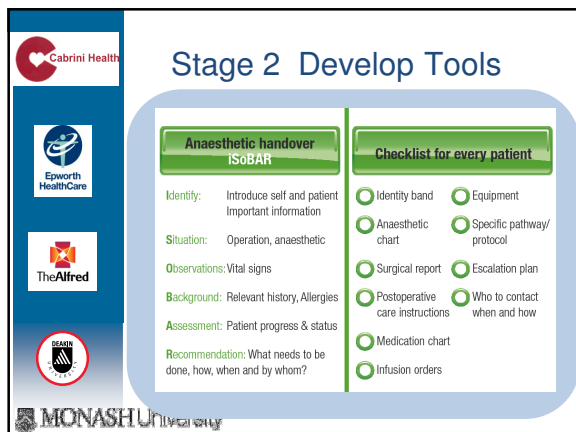 Cabrini Health
Stage 2 Develop Tools
Epworth
HealthCare
TheAlfred
DEAKIN
UNIVERSITY
MONASH University
Anaesthetic handover
iSoBAR
Identify: Introduce self and patient
Important information
Situation: Operation, anaesthetic
Observations: Vital signs
Background: Relevant history, Allergies
Assessment: Patient progress & status
Recommendation: What needs to be
done, how, when and by whom?
Checklist for every patient
Identity band
Anaesthetic
chart
Surgical report
Postoperative
care instructions
Medication chart
Infusion orders
Equipment
Specific pathway/
protocol
Escalation plan
Who to contact
when and how